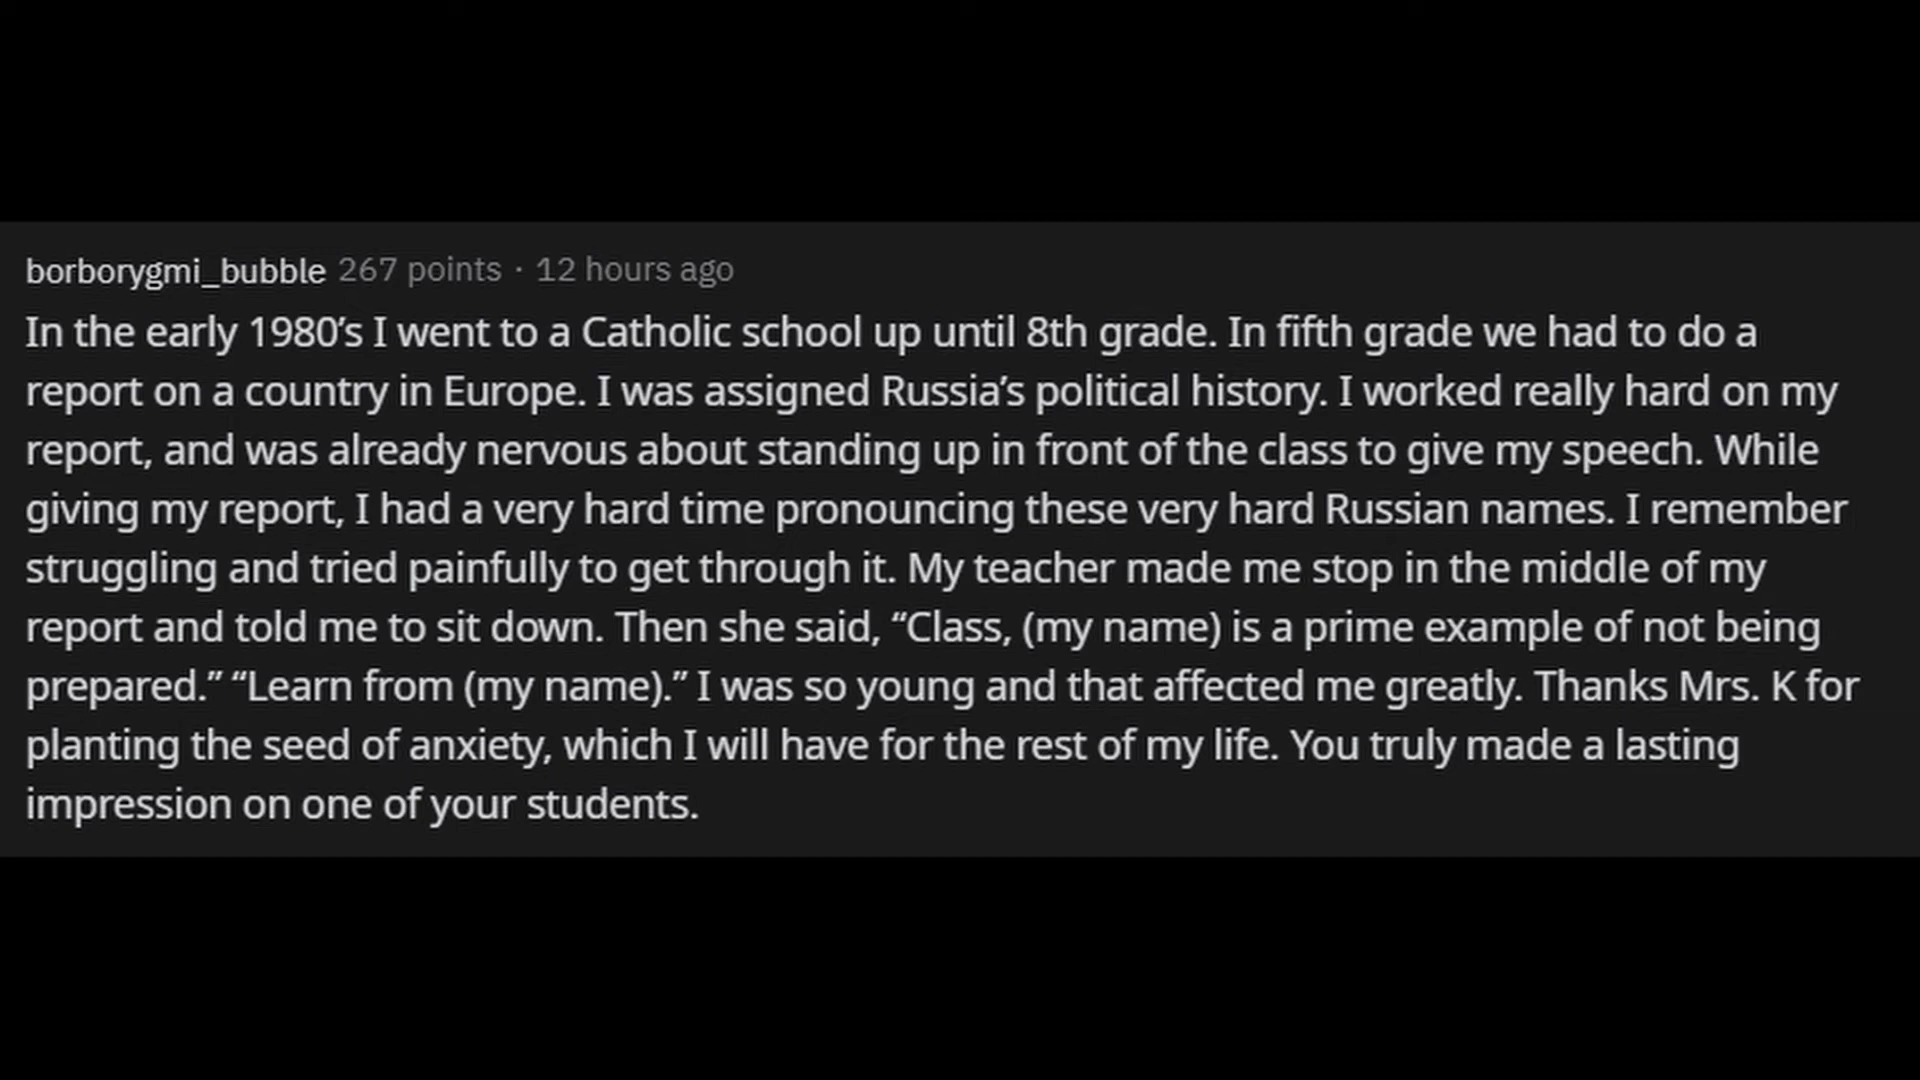 borborygmi_bubble 267 points · 12 hours ago
In the early 1980’s I went to a Catholic school up until 8th grade. In fifth grade we had to do a
report on a country in Europe. I was assigned Russia’s political history. I worked really hard on my
report, and was already nervous about standing up in front of the class to give my speech. While
giving my report, I had a very hard time pronouncing these very hard Russian names. I remember
struggling and tried painfully to get through it. My teacher made me stop in the middle of my
report and told me to sit down. Then she said, “Class, (my name) is a prime example of not being
prepared.” “Learn from (my name).” I was so young and that affected me greatly. Thanks Mrs. K for
planting the seed of anxiety, which I will have for the rest of my life. You truly made a lasting
impression on one of your students.